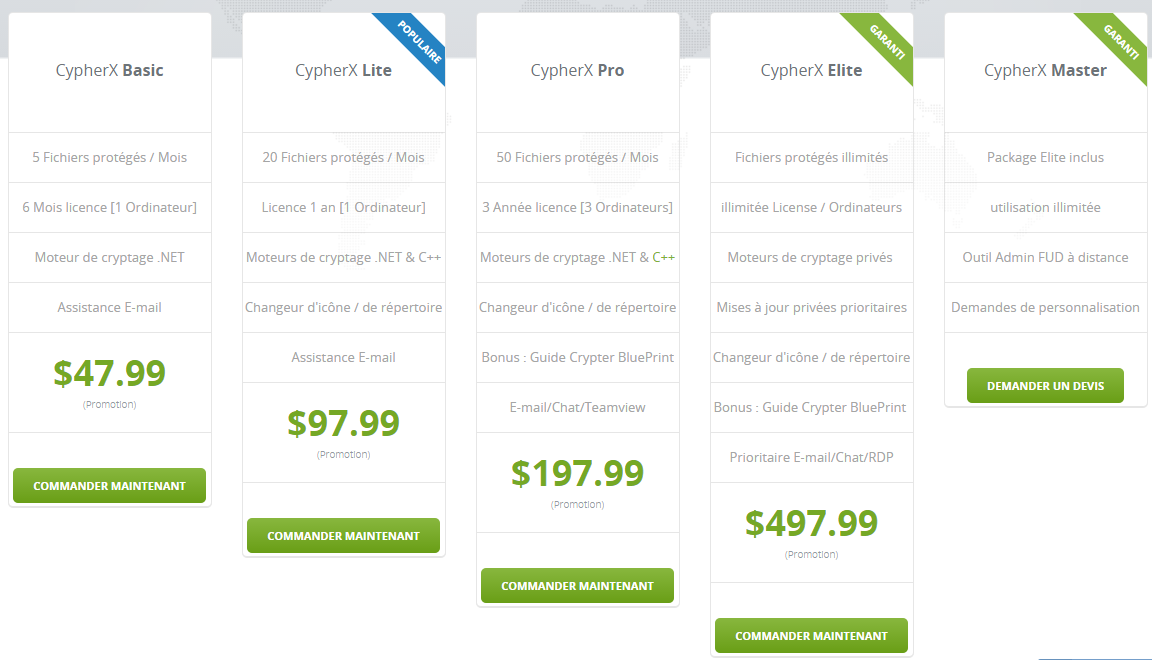 CypherX Basic
5 Fichiers protégés / Mois
6 Mois licence [1 Ordinateur]
Moteur de cryptage .NET
Assistance E-mail
$47.99
(Promotion)
COMMANDER MAINTENANT
POPULAIRE
CypherX Lite
20 Fichiers protégés / Mois
Licence 1 an [1 Ordinateur]
Moteurs de cryptage .NET & C++
Changeur d'icône / de répertoire
Assistance E-mail
$97.99
(Promotion)
COMMANDER MAINTENANT
CypherX Pro
50 Fichiers protégés / Mois
3 Année licence [3 Ordinateurs]
Moteurs de cryptage .NET & C++
Changeur d'icône / de répertoire
Bonus : Guide Crypter BluePrint
E-mail/Chat/Teamview
$197.99
(Promotion)
COMMANDER MAINTENANT
GARANTI
CypherX Elite
Fichiers protégés illimités
illimitée License / Ordinateurs
Moteurs de cryptage privés
Mises à jour privées prioritaires
Changeur d'icône / de répertoire
Bonus : Guide Crypter BluePrint
Prioritaire E-mail/Chat/RDP
$497.99
(Promotion)
COMMANDER MAINTENANT
GARANTI
CypherX Master
Package Elite inclus
utilisation illimitée
Outil Admin FUD à distance
Demandes de personnalisation
DEMANDER UN DEVIS